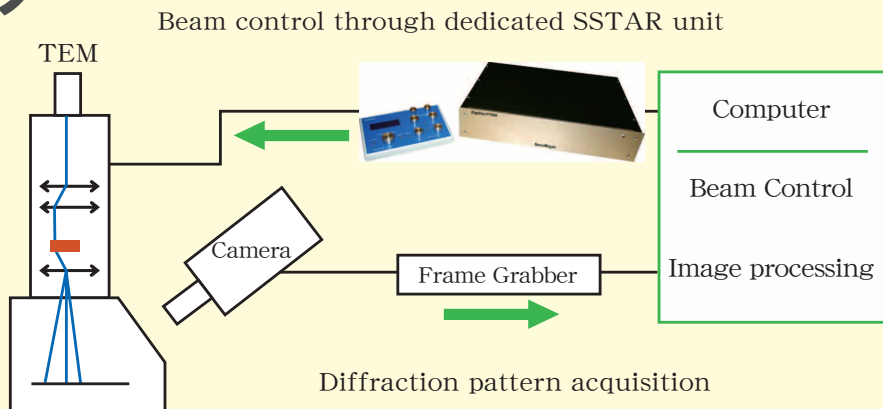 Beam control through dedicated SSTAR unit
TEM
Computer
Beam Control
Camera
Frame Grabber
Image processing
Diffraction pattern acquisition